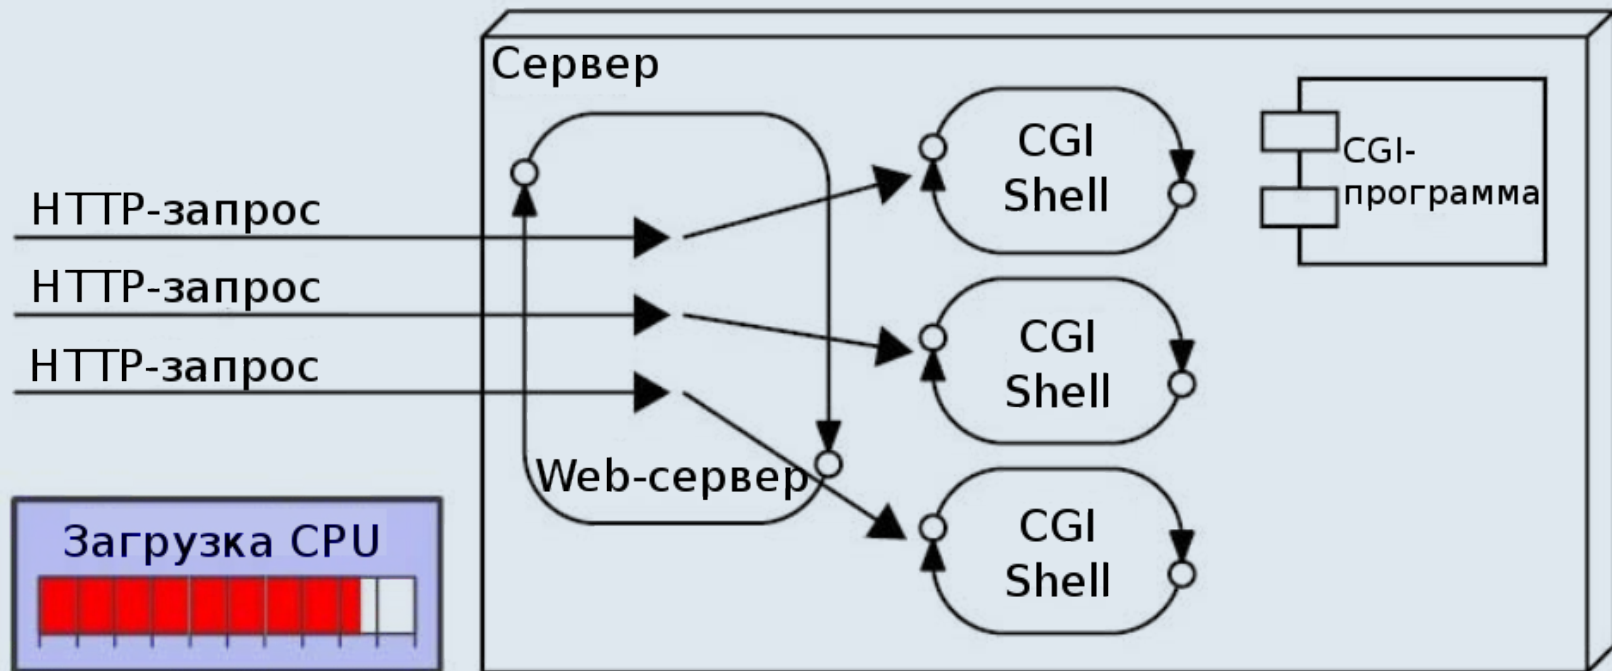 Сервер
HTTP-запрос
HTTP-запрос
HTTP-запрос
Web-сервер
CGI
Shell
CGI
Shell
CGI
Shell
CGI-
программа
Загрузка CPU